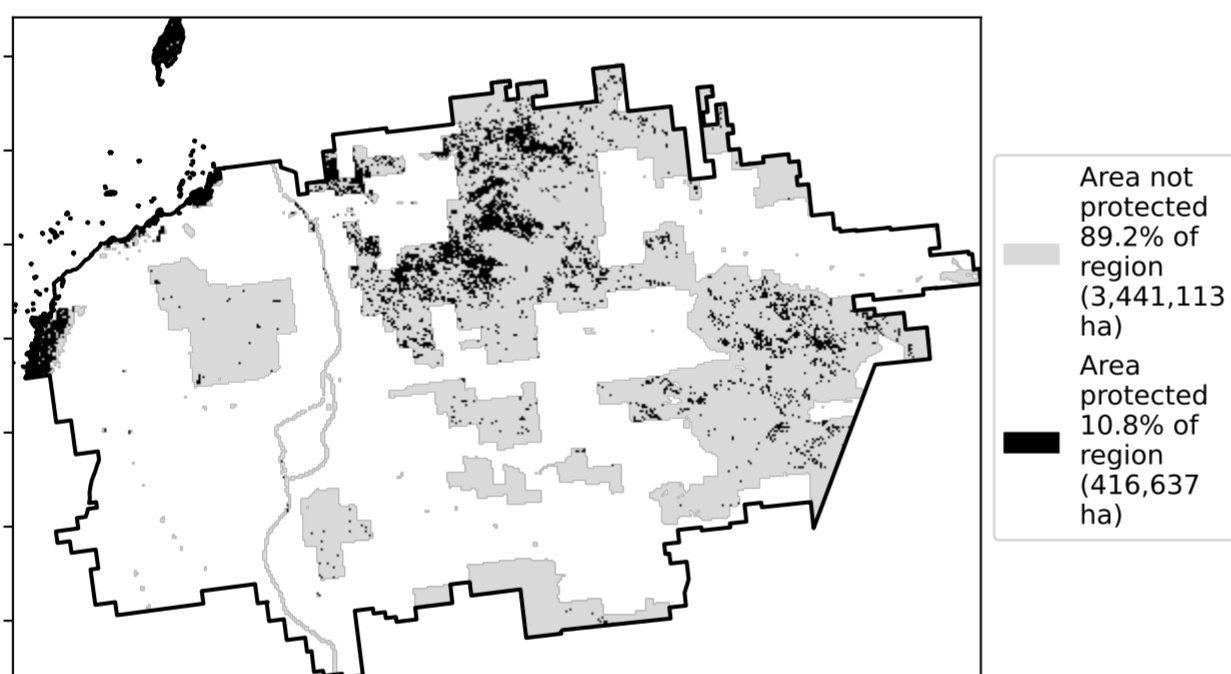 Area not
protected
89.2% of
region
(3,441,113
ha)
Area
protected
10.8% of
region
(416,637
ha)